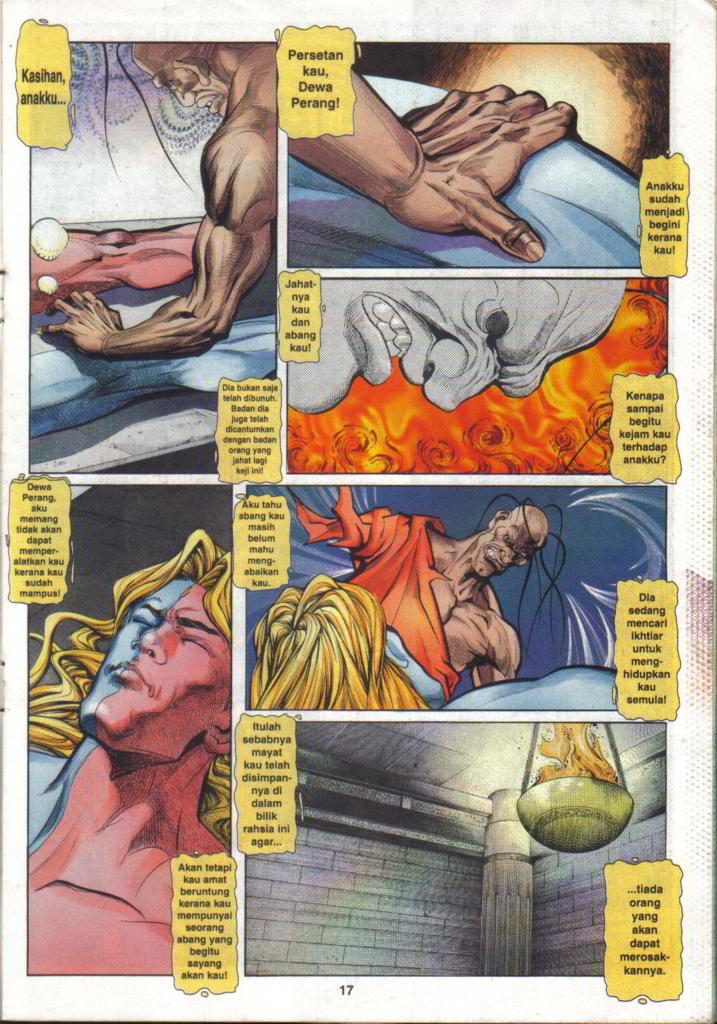 Kasihan,
anakku...
Persetan
kau,
Dewa
Perang!
Anakku
sudah
menjadi
begini
kerana
kau!
Dia bukan saja
telah dibunuh.
Badan dia
juga telah
dicantumkan
dengan badan
orang yang
jahat lagi
keji ini!
Jahat-
nya
kau
dan
abang
kau!
Kenapa
sampai
begitu
kejam kau
terhadap
anakku?
Dewa
Perang,
aku
memang
tidak akan
dapat
memper-
alatkan kau
kerana kau
sudah
mampus!
Akan tetapi
kau amat
beruntung
kerana kau
mempunyai
seorang
abang yang
begitu
sayang
akan kau!
Aku tahu
abang kau
masih
belum
mahu
meng-
abaikan
kau.
Dia
sedang
mencari
ikhtiar
untuk
meng-
hidupkan
kau
semula!
Itulah
sebabnya
mayat
kau telah
disimpan-
nya di
dalam
bilik
rahsia ini
agar...
...tiada
orang
yang
akan
dapat
merosak-
kannya.
17